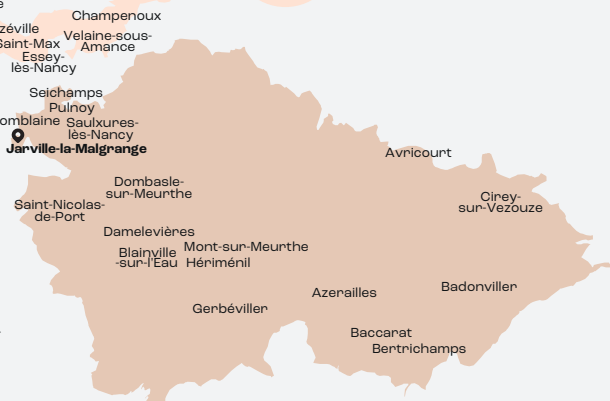 Champenoux
Velaine-sous-
Amance
Saint-Max
Essey-
lès-Nancy
Seichamps
Pulnoy
Saulxures-
lès-Nancy
Jarville-la-Malgrange
Avricourt
Dombasle-
sur-Meurthe
Cirey-
sur-Vezouze
Saint-Nicolas-
de-Port
Damelevières
Mont-sur-Meurthe
Blainville
-sur-l'Eau
Hériménil
Badonviller
Azerailles
Gerbéviller
Baccarat
Bertrichamps